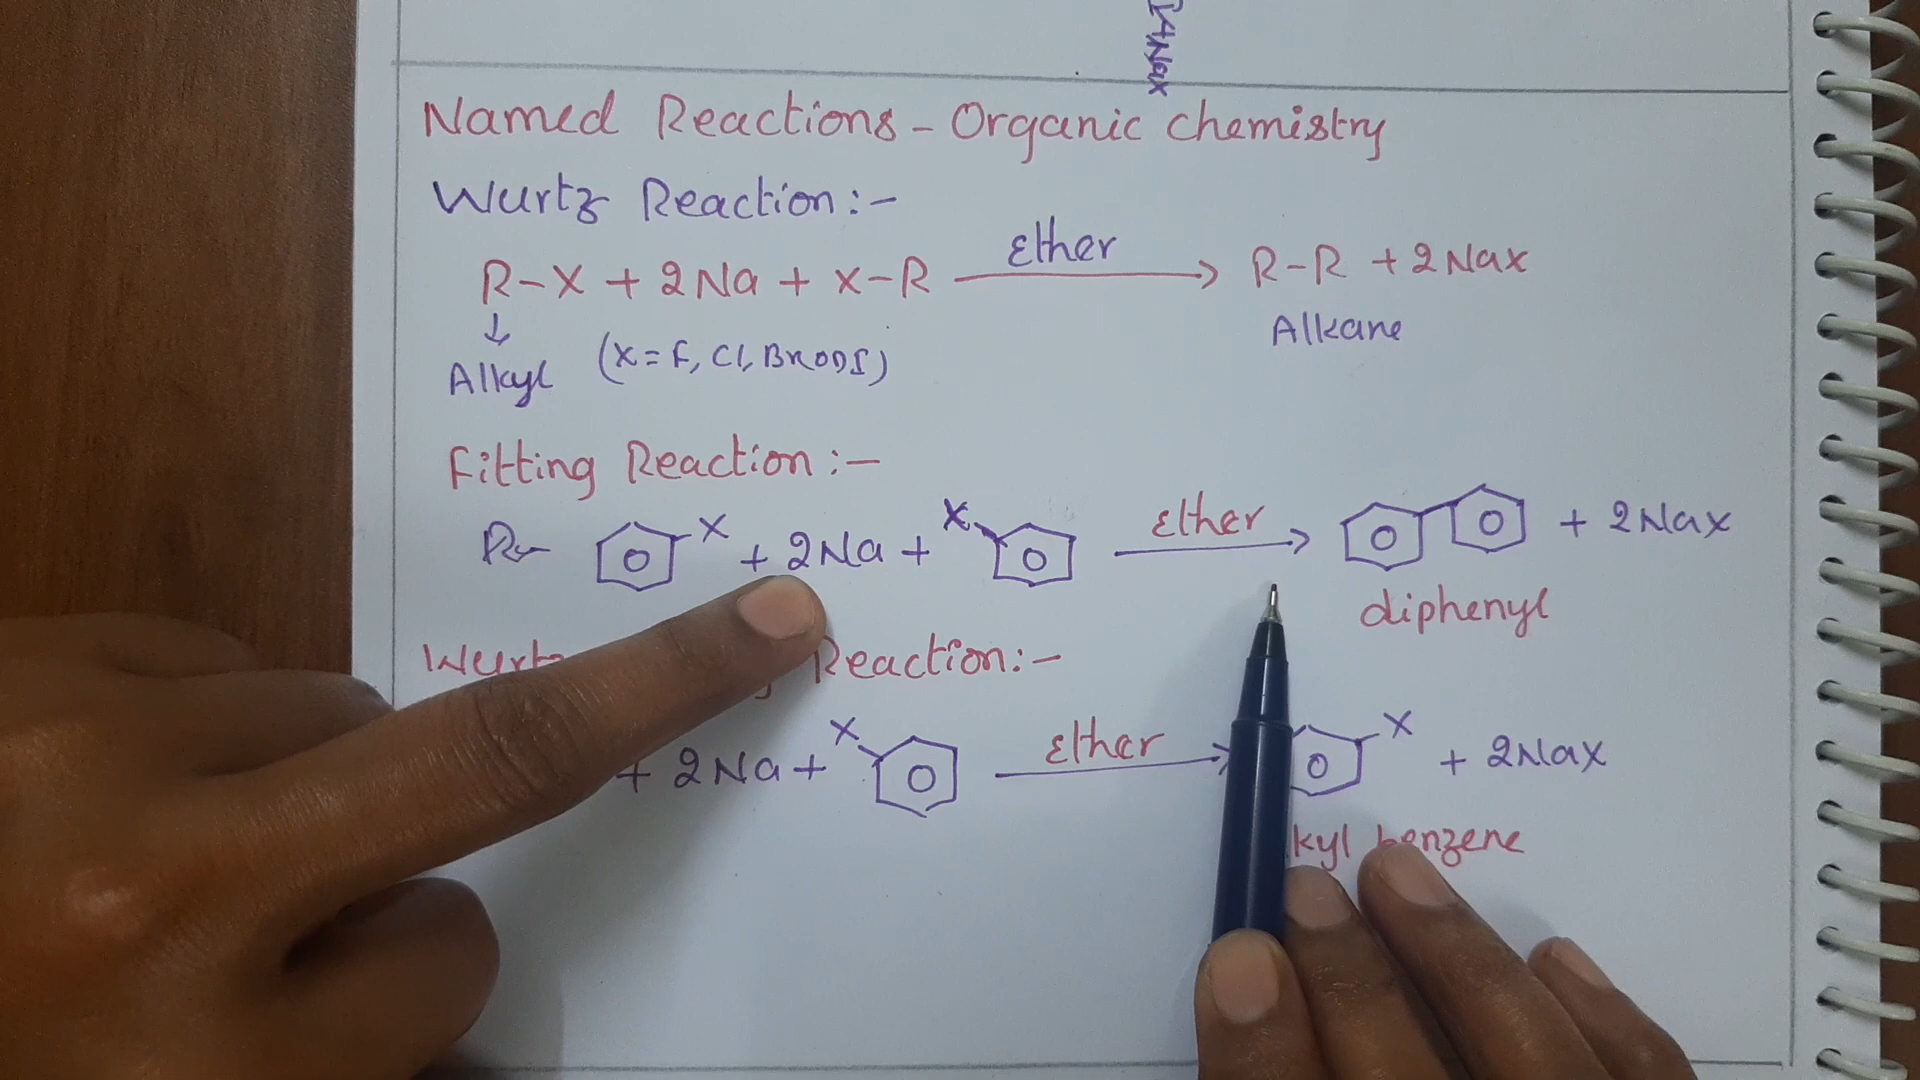 Named Reactions - Organic chemistry
Wurtz Reaction :-
R-X + 2Na + X-R Ether → R-R + 2Nax
↓
Alkyl (X = F, Cl, Br or I) Alkane
Fitting Reaction :-
X + 2Na + X Ether → + 2Nax
diphenyl
Reaction :-
+ 2Na + X Ether X + 2Nax
kyl benzene